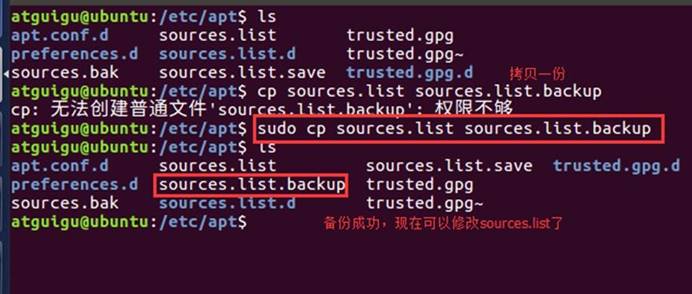 atguigu@ubuntu:/etc/apt$ ls
apt.conf.d sources.list trusted.gpg
preferences.d sources.list.d trusted.gpg~
sources.bak sources.list.save trusted.gpg.d 拷贝一份
atguigu@ubuntu:/etc/apt$ cp sources.list sources.list.backup
cp: 无法创建普通文件'sources.list.backup': 权限不够
atguigu@ubuntu:/etc/apt$ sudo cp sources.list sources.list.backup
atguigu@ubuntu:/etc/apt$ ls
apt.conf.d sources.list sources.list.save trusted.gpg.d
preferences.d sources.list.backup trusted.gpg
sources.bak sources.list.d trusted.gpg~
atguigu@ubuntu:/etc/apt$ 备份成功，现在可以修改sources.list了